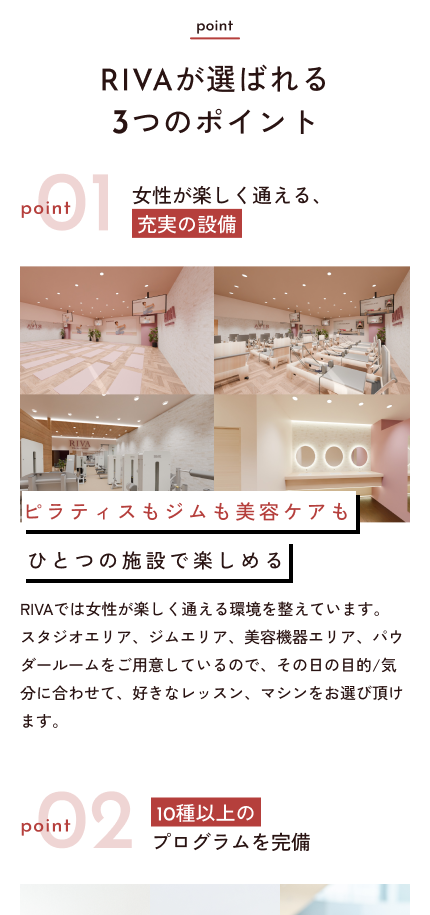 point
RIVAが選ばれる
3つのポイント
point 01
女性が楽しく通える、
充実の設備
RIVA
ピラティスもジムも美容ケアも
ひとつの施設で楽しめる
RIVAでは女性が楽しく通える環境を整えています。
スタジオエリア、ジムエリア、美容機器エリア、パウ
ダールームをご用意しているので、その日の目的/気
分に合わせて、好きなレッスン、マシンをお選び頂け
ます。
point 02
10種以上の
プログラムを完備